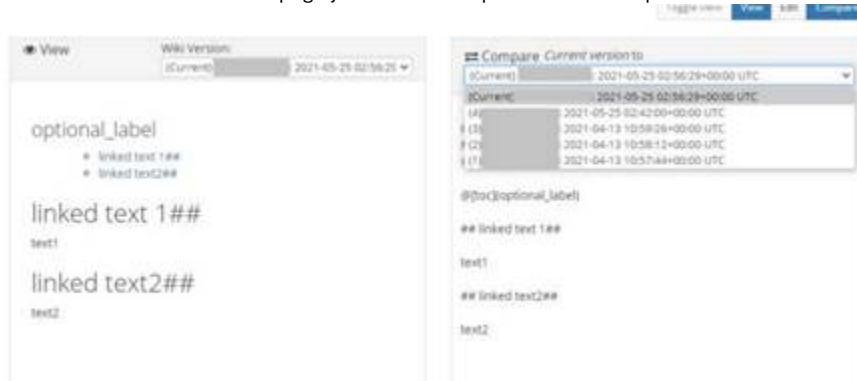 Toggle view View Edit Compare
View
Wiki Version:
(Current) : 2021-05-25 02:56:29
optional_label
linked text 1##
linked text2##
linked text 1##
text1
linked text2##
text2
Compare Current version to
(Current) : 2021-05-25 02:56:29+00:00 UTC
(Current) : 2021-05-25 02:56:29+00:00 UTC
(4) : 2021-05-25 02:42:00+00:00 UTC
(3) : 2021-04-13 10:59:26+00:00 UTC
(2) : 2021-04-13 10:58:12+00:00 UTC
(1) : 2021-04-13 10:57:44+00:00 UTC
@[toc](optional_label)
## linked text 1##
text1
## linked text2##
text2